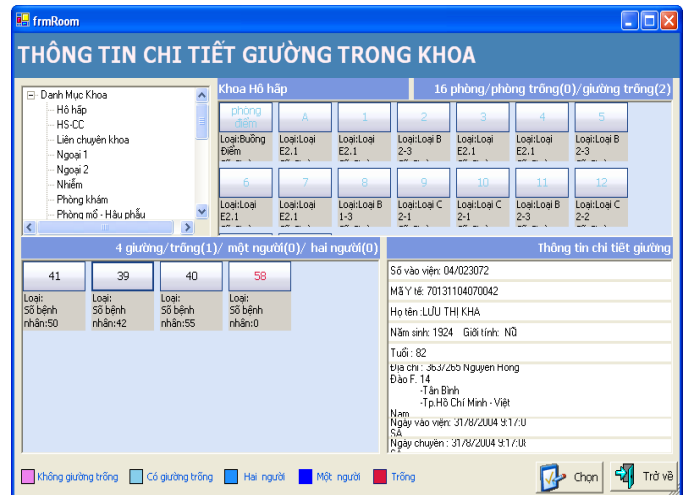 frmRoom
THÔNG TIN CHI TIẾT GIƯỜNG TRONG KHOA
Danh Mục Khoa
Hô hấp
HS-CC
Liên chuyên khoa
Ngoại 1
Ngoại 2
Nhiễm
Phòng khám
Phòng mổ - Hậu phẫu
Khoa Hô hấp 16 phòng/phòng trống(0)/giường trống(2)
phòng điểm A 1 2 3 4 5
Loại:Buồng Loại:Loại Loại:Loại Loại:Loại B Loại:Loại Loại:Loại Loại:Loại B
Điểm E2.1 E2.1 2-3 E2.1 E2.1 2-3
6 7 8 9 10 11 12
Loại:Loại Loại:Loại Loại:Loại B Loại:Loại C Loại:Loại C Loại:Loại B Loại:Loại C
E2.1 E2.1 1-3 2-1 2-1 2-3 2-2
4 giường/trống(1)/ một người(0)/ hai người(0)
41 39 40 58
Loại: Loại: Loại: Loại:
Số bệnh Số bệnh Số bệnh Số bệnh
nhân:50 nhân:42 nhân:55 nhân:0
Thông tin chi tiết giường
Số vào viện: 04/023072
Mã Y tế: 70131104070042
Họ tên :LƯU THỊ KHA
Năm sinh: 1924 Giới tính: Nữ
Tuổi : 82
Địa chỉ : 363/265 Nguyen Hong
Đào F. 14
-Tân Bình
-Tp.Hồ Chí Minh - Việt
Nam
Ngày vào viện: 31/8/2004 9:17:0
SA
Ngày chuyển : 31/8/2004 9:17:0
Không giường trống Có giường trống Hai người Một người Trống
Chọn Trở về